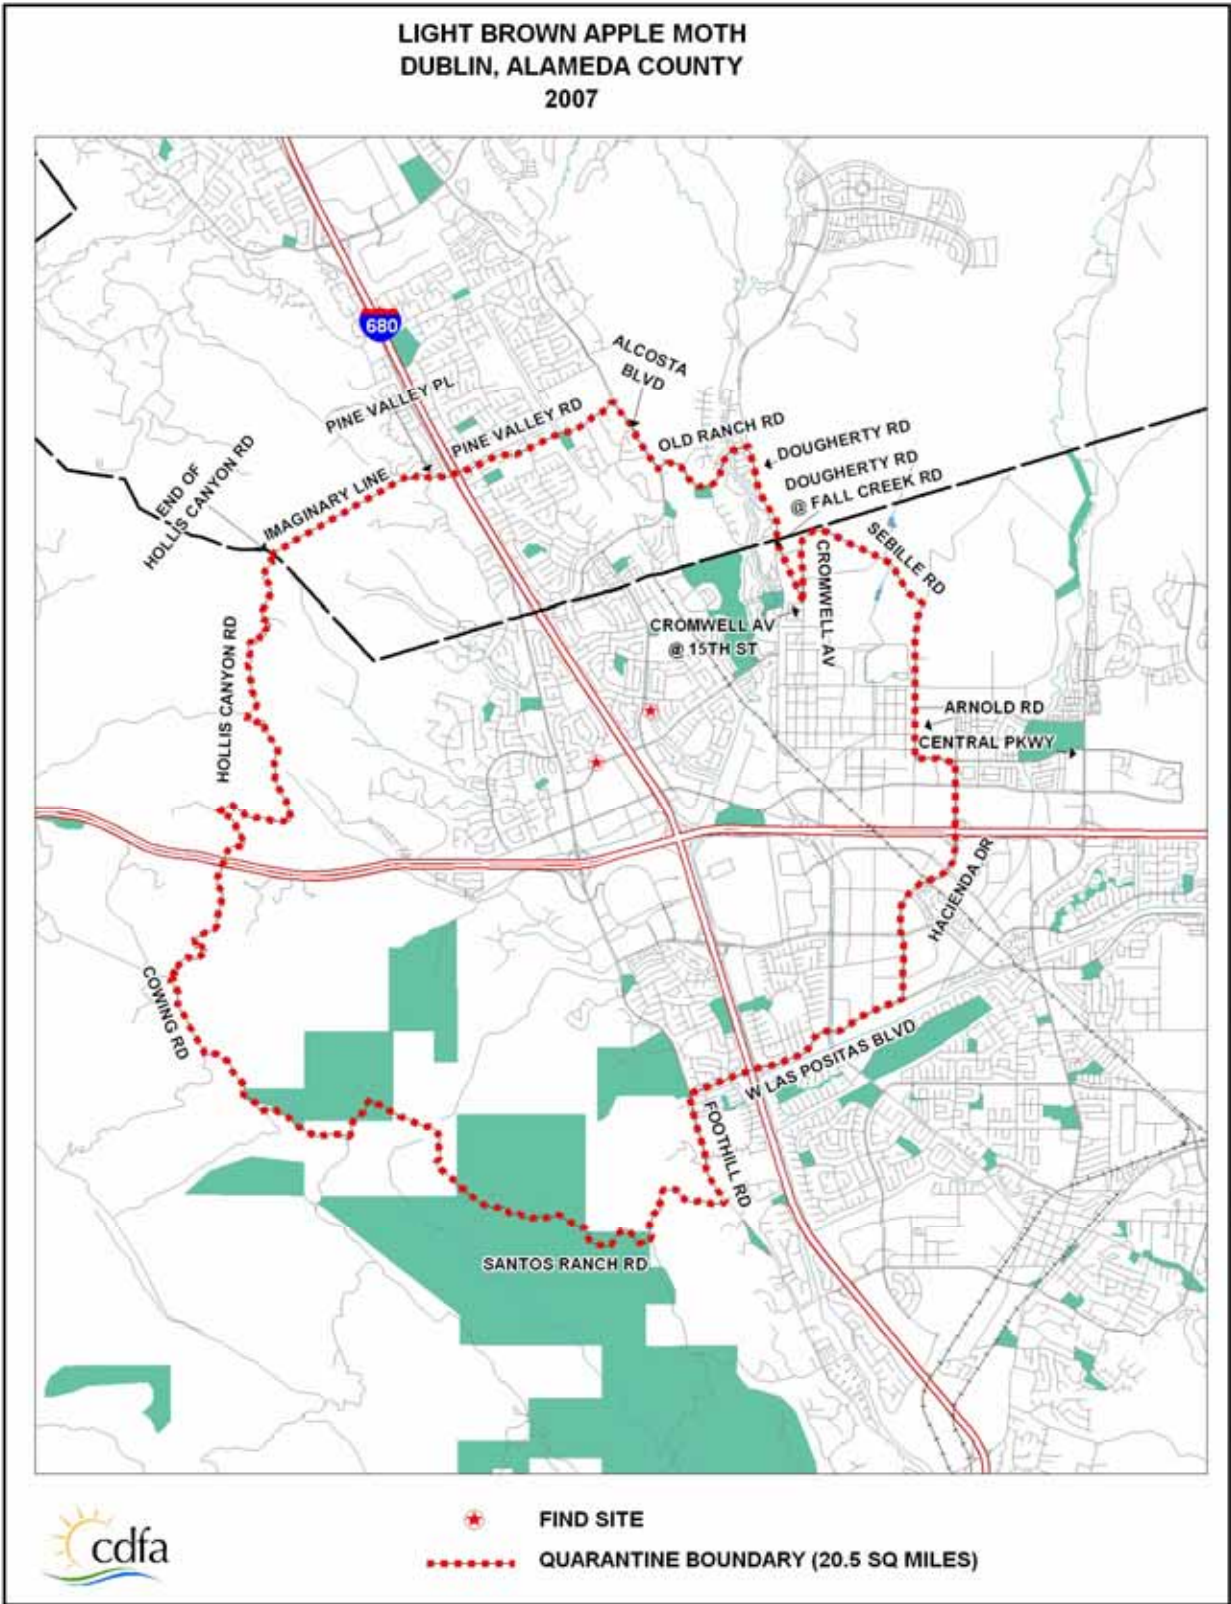 LIGHT BROWN APPLE MOTH
DUBLIN, ALAMEDA COUNTY
2007
680
ALCOSTA
BLVD
PINE VALLEY PL
PINE VALLEY RD
OLD RANCH RD
DOUGHERTY RD
DOUGHERTY RD
@ FALL CREEK RD
END OF
HOLLIS CANYON RD
IMAGINARY LINE
SEBILLE RD
CROMWELL AV
CROMWELL AV
@ 15TH ST
HOLLIS CANYON RD
ARNOLD RD
CENTRAL PKWY
HACIENDA DR
COWING RD
W LAS POSITAS BLVD
FOOTHILL RD
SANTOS RANCH RD
cdfa
FIND SITE
QUARANTINE BOUNDARY (20.5 SQ MILES)